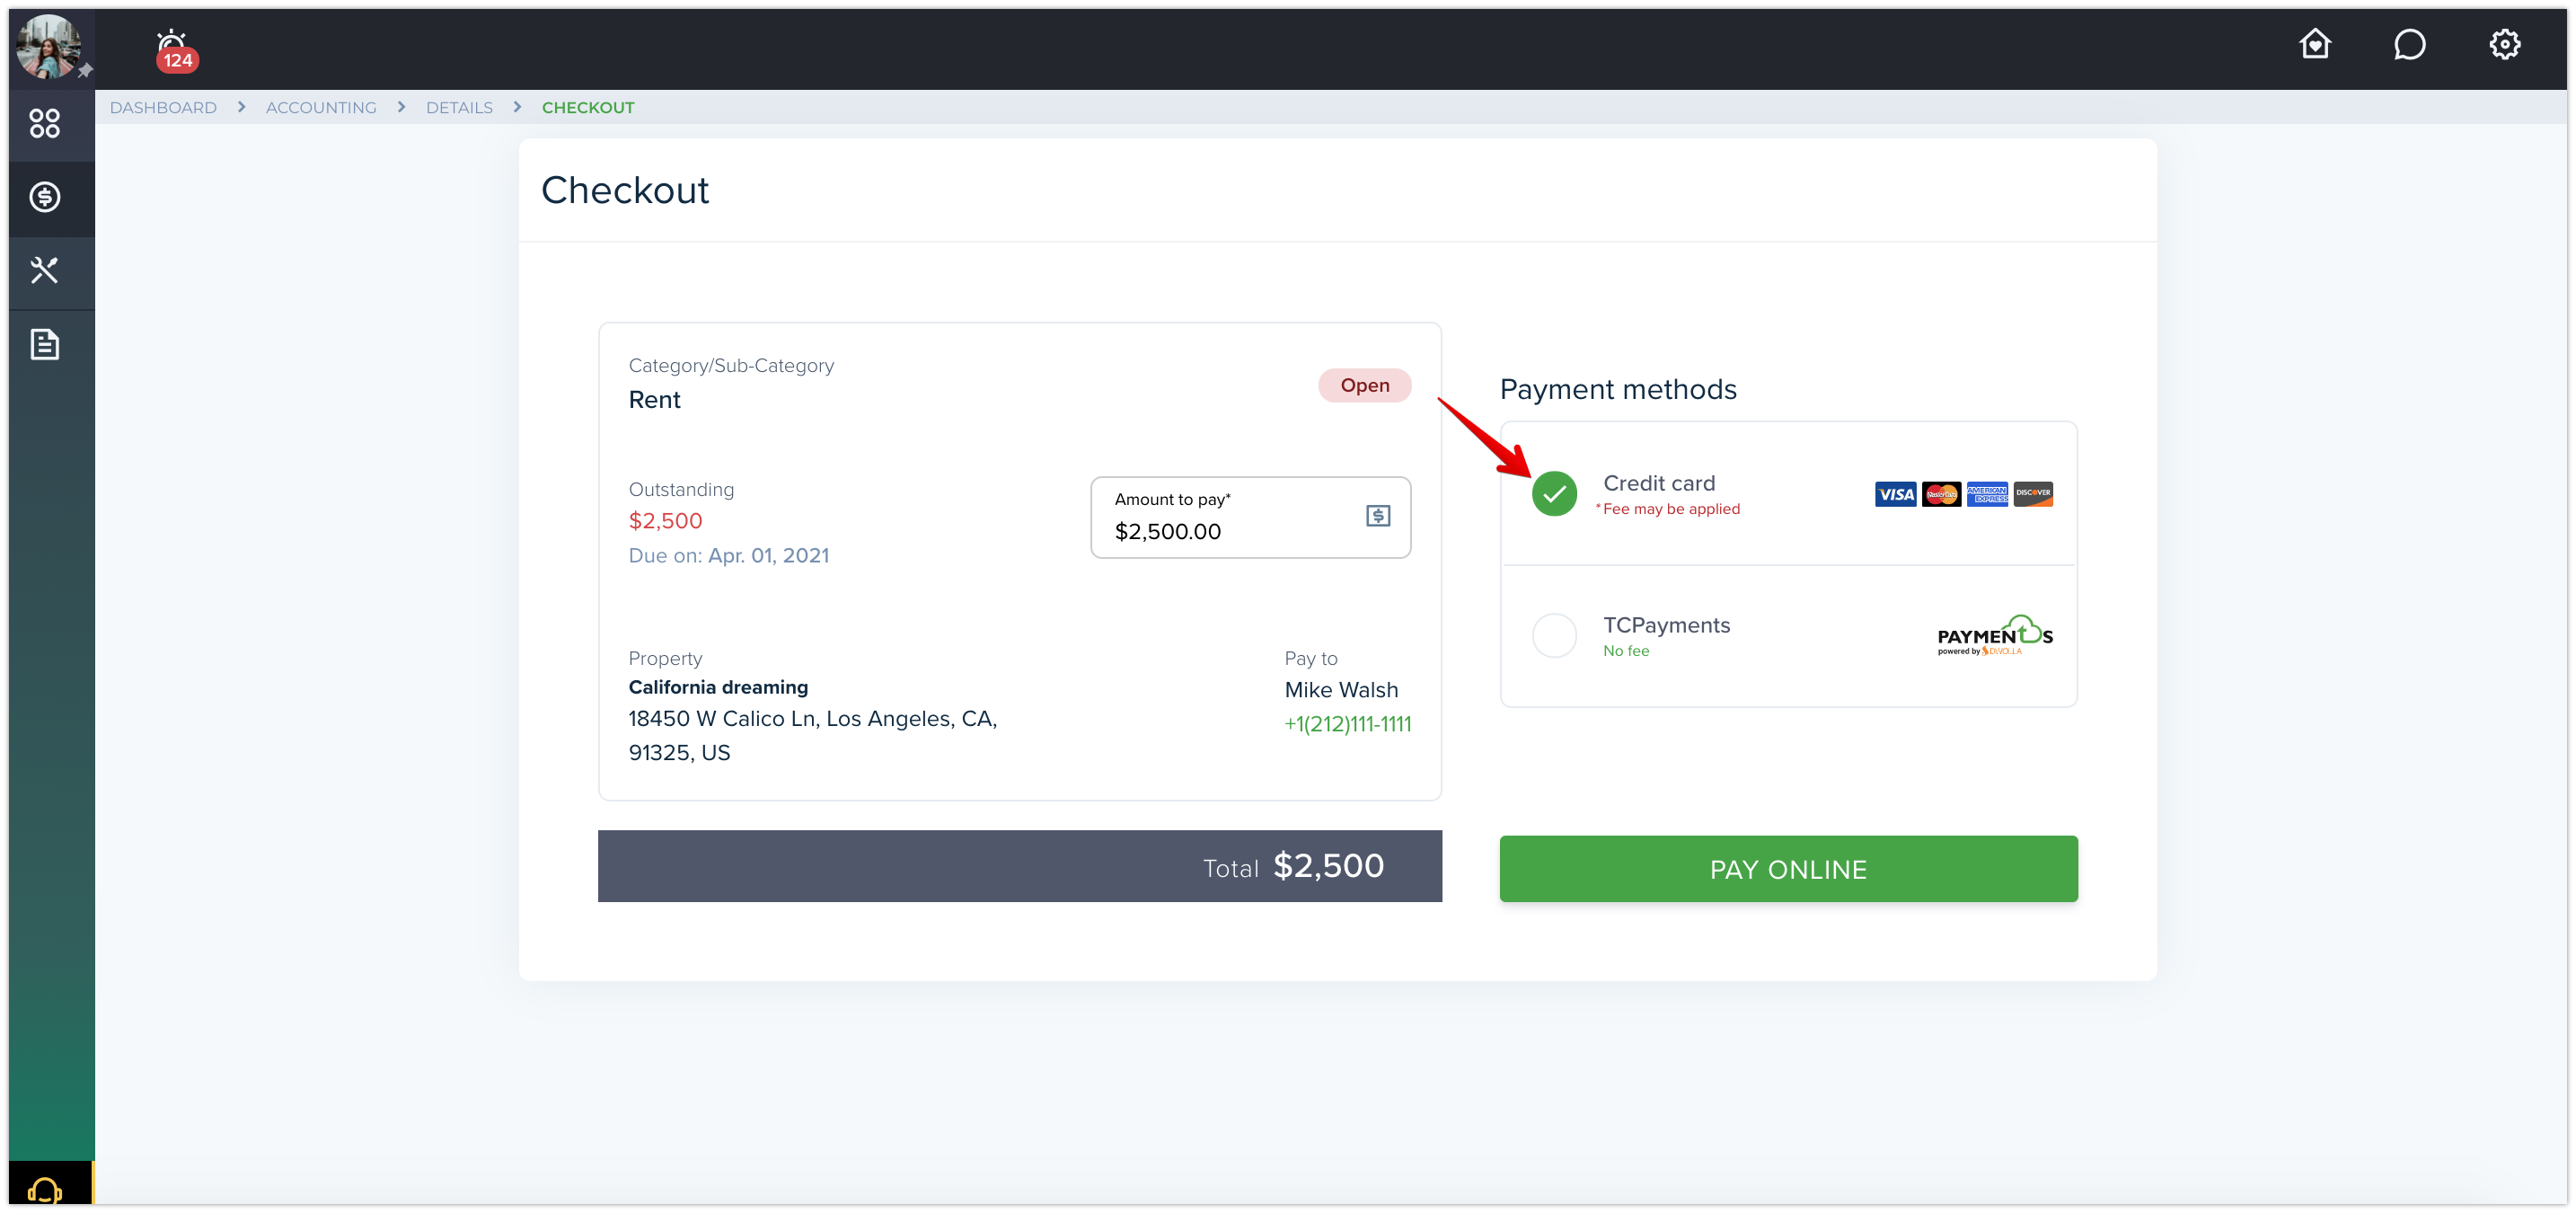 124
DASHBOARD > ACCOUNTING > DETAILS > CHECKOUT
Checkout
Category/Sub-Category
Rent
Open
Outstanding
$2,500
Due on: Apr. 01, 2021
Amount to pay*
$2,500.00
Property
California dreaming
18450 W Calico Ln, Los Angeles, CA,
91325, US
Pay to
Mike Walsh
+1(212)111-1111
Total $2,500
Payment methods
Credit card
*Fee may be applied
VISA MasterCard AMERICAN EXPRESS DISCOVER
TCPayments
No fee
PAYMENtS
powered by DWOLLA
PAY ONLINE